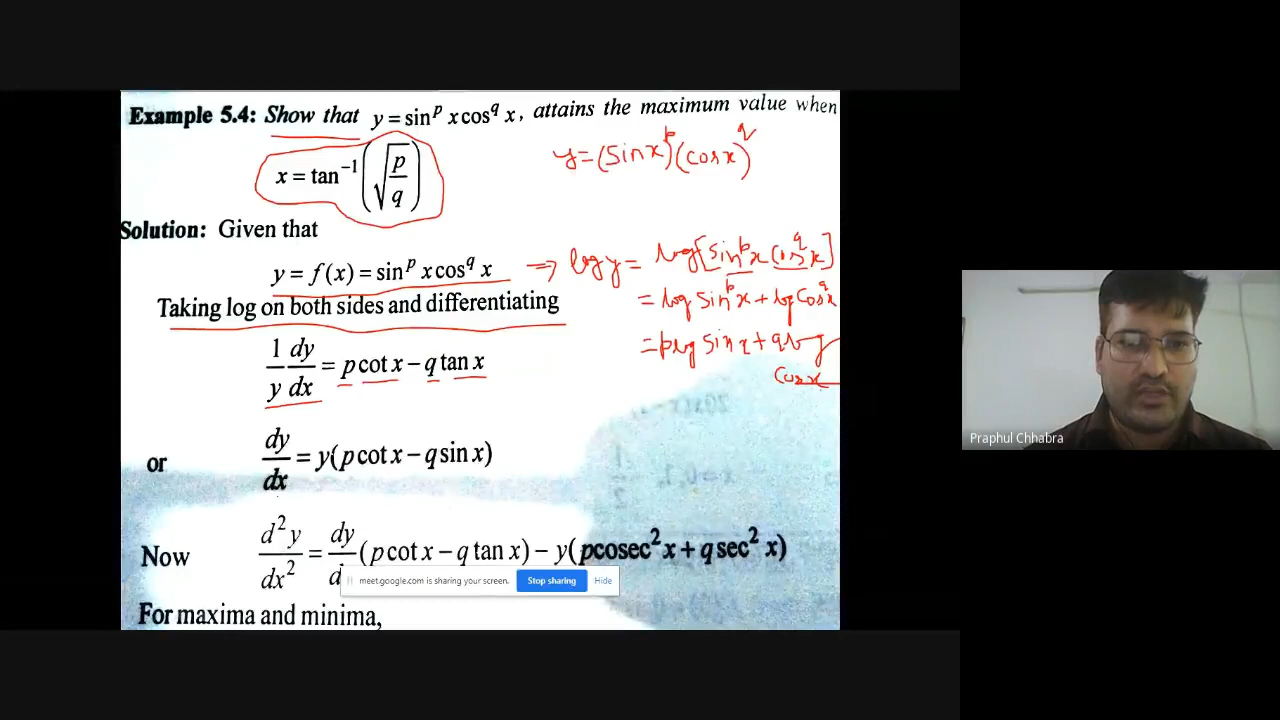 Example 5.4: Show that y = sin^p x cos^q x, attains the maximum value when
x = tan^-1 (√p/q)
y = (sin x)^p (cos x)^q
Solution: Given that
y = f(x) = sin^p x cos^q x
⇒ log y = log [sin^p x cos^q x]
Taking log on both sides and differentiating
= log sin^p x + log cos^q x
1/y dy/dx = p cot x − q tan x
= p log sin x + q log
cos x
or dy/dx = y(p cot x − q sin x)
Now d²y/dx² = dy/d (p cot x − q tan x) − y(pcosec² x + q sec² x)
meet.google.com is sharing your screen. Stop sharing Hide
For maxima and minima,
Praphul Chhabra